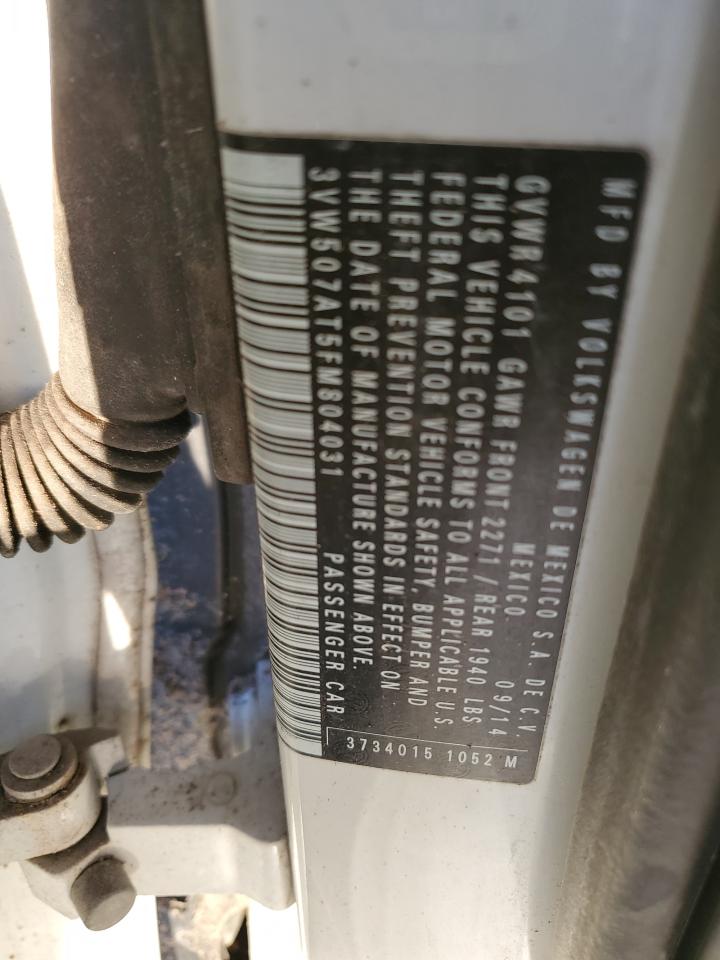 MFD BY VOLKSWAGEN DE MEXICO S.A. DE C.V
MEXICO. 09/14
GVWR4101 GAWR FRONT 2271 / REAR 1940 LBS
THIS VEHICLE CONFORMS TO ALL APPLICABLE U.S.
FEDERAL MOTOR VEHICLE SAFETY, BUMPER AND
THEFT PREVENTION STANDARDS IN EFFECT ON
THE DATE OF MANUFACTURE SHOWN ABOVE.
3VW507AT5FM804031 PASSENGER CAR
3734015 1052 M